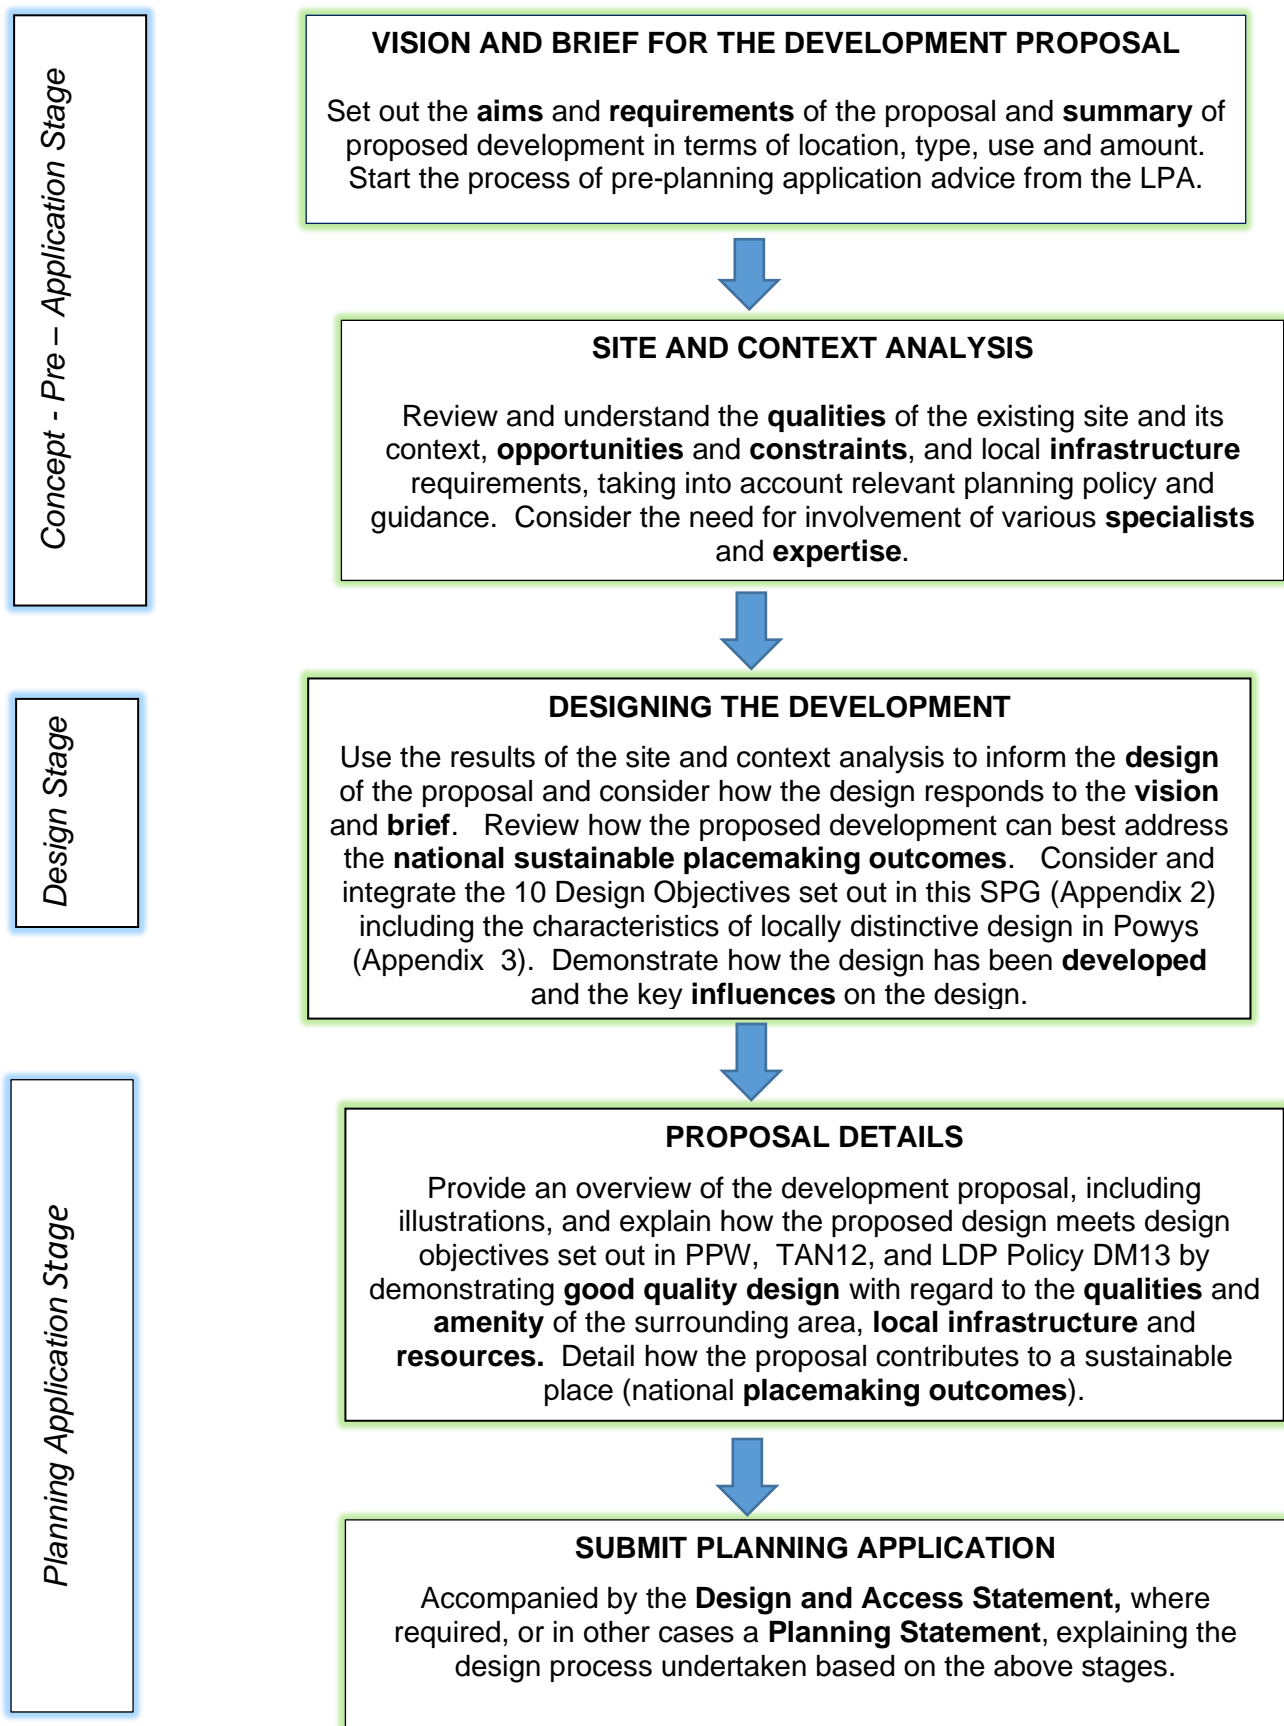 Concept - Pre – Application Stage
VISION AND BRIEF FOR THE DEVELOPMENT PROPOSAL
Set out the aims and requirements of the proposal and summary of
proposed development in terms of location, type, use and amount.
Start the process of pre-planning application advice from the LPA.
SITE AND CONTEXT ANALYSIS
Review and understand the qualities of the existing site and its
context, opportunities and constraints, and local infrastructure
requirements, taking into account relevant planning policy and
guidance.  Consider the need for involvement of various specialists
and expertise.
Design Stage
DESIGNING THE DEVELOPMENT
Use the results of the site and context analysis to inform the design
of the proposal and consider how the design responds to the vision
and brief.   Review how the proposed development can best address
the national sustainable placemaking outcomes.   Consider and
integrate the 10 Design Objectives set out in this SPG (Appendix 2)
including the characteristics of locally distinctive design in Powys
(Appendix  3).  Demonstrate how the design has been developed
and the key influences on the design.
Planning Application Stage
PROPOSAL DETAILS
Provide an overview of the development proposal, including
illustrations, and explain how the proposed design meets design
objectives set out in PPW,  TAN12, and LDP Policy DM13 by
demonstrating good quality design with regard to the qualities and
amenity of the surrounding area, local infrastructure and
resources.  Detail how the proposal contributes to a sustainable
place (national placemaking outcomes).
SUBMIT PLANNING APPLICATION
Accompanied by the Design and Access Statement, where
required, or in other cases a Planning Statement, explaining the
design process undertaken based on the above stages.